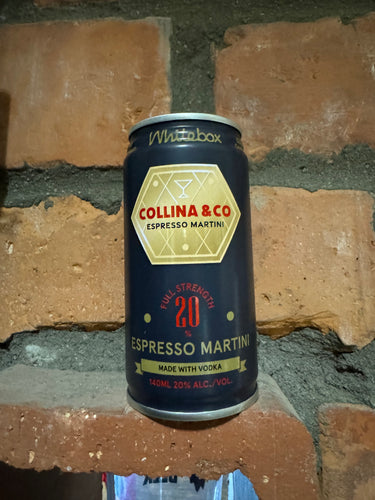 Whitebox
COLLINA & CO
ESPRESSO MARTINI
FULL STRENGTH
20
%
ESPRESSO MARTINI
MADE WITH VODKA
140ML 20% ALC./VOL.